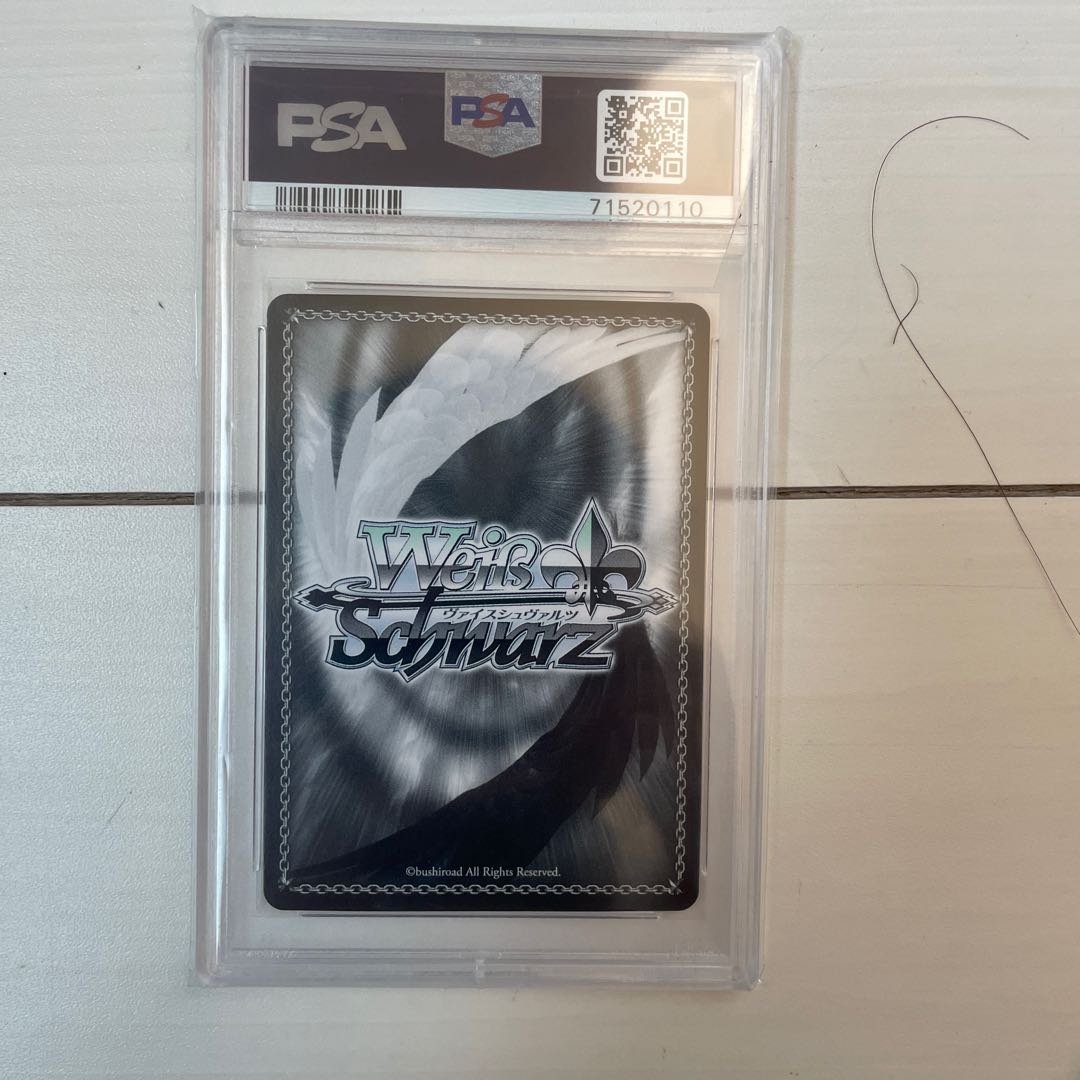 PSA
PSA
71520110
Weiß
ヴァイスシュヴァルツ
Schwarz
©bushiroad All Rights Reserved.